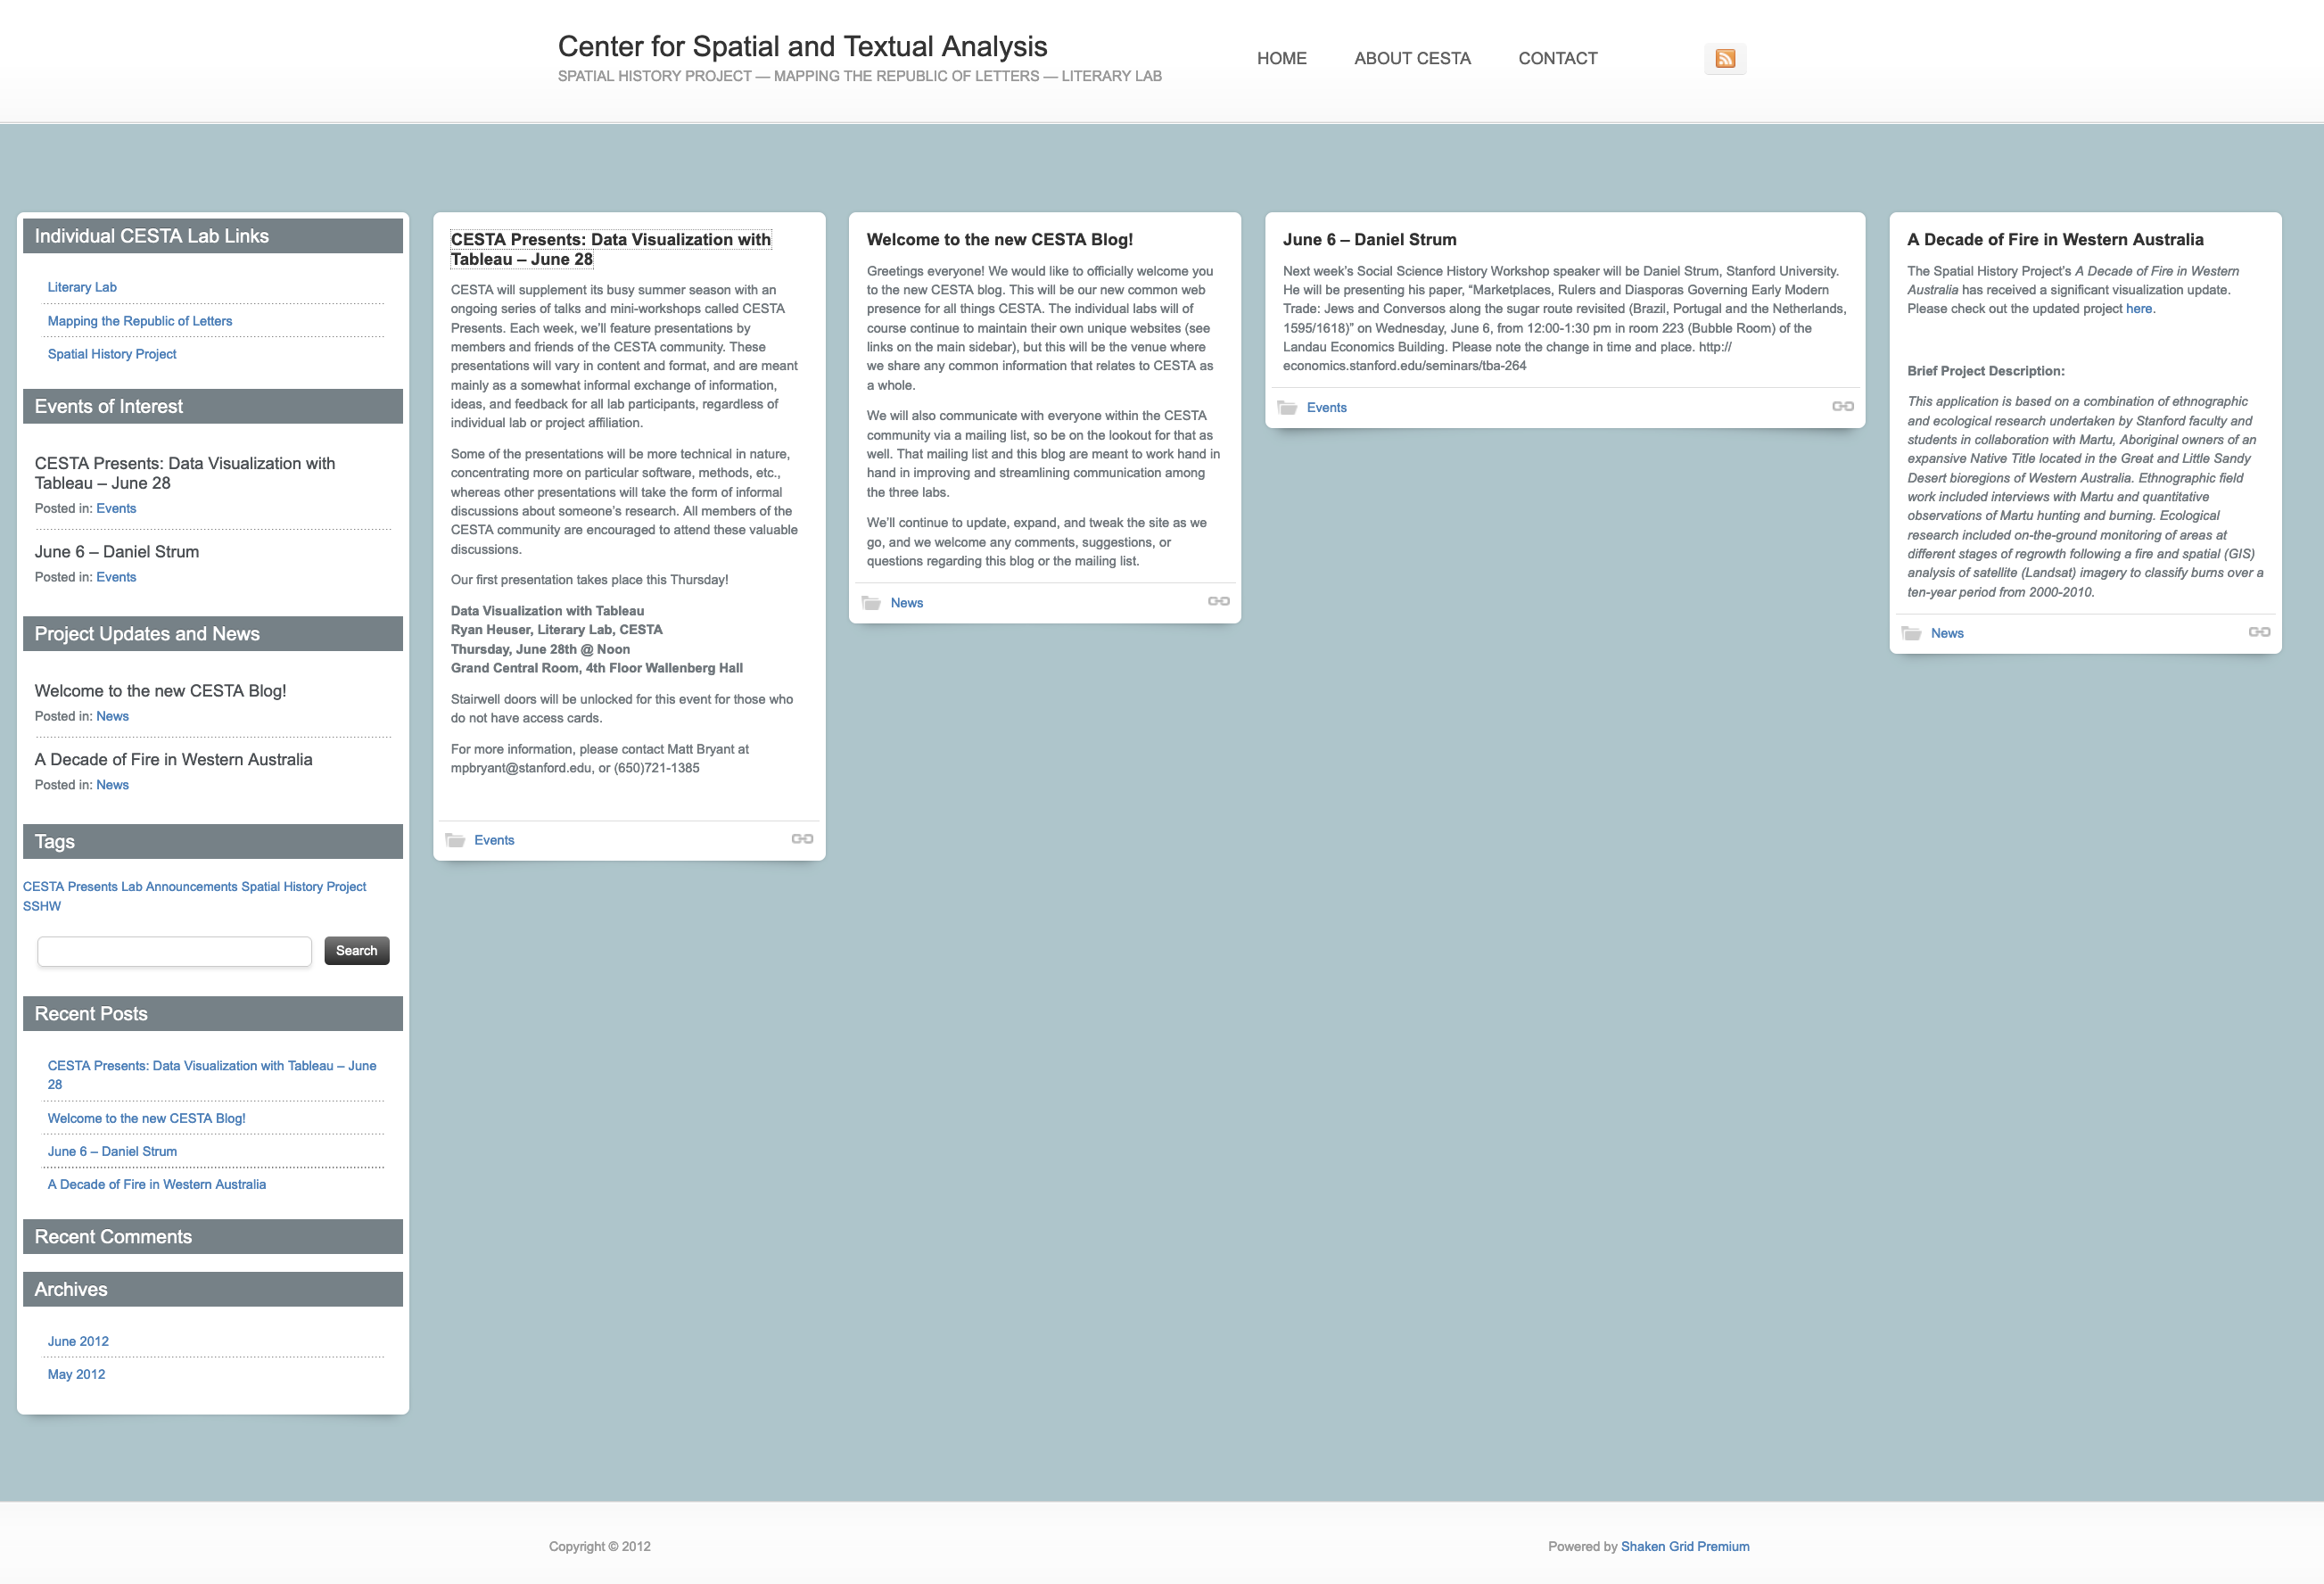 Center for Spatial and Textual Analysis
SPATIAL HISTORY PROJECT — MAPPING THE REPUBLIC OF LETTERS — LITERARY LAB
HOME
ABOUT CESTA
CONTACT
Individual CESTA Lab Links
Literary Lab
Mapping the Republic of Letters
Spatial History Project
Events of Interest
CESTA Presents: Data Visualization with
Tableau – June 28
Posted in: Events
June 6 – Daniel Strum
Posted in: Events
Project Updates and News
Welcome to the new CESTA Blog!
Posted in: News
A Decade of Fire in Western Australia
Posted in: News
Tags
CESTA Presents Lab Announcements Spatial History Project
SSHW
Search
Recent Posts
CESTA Presents: Data Visualization with Tableau – June
28
Welcome to the new CESTA Blog!
June 6 – Daniel Strum
A Decade of Fire in Western Australia
Recent Comments
Archives
June 2012
May 2012
CESTA Presents: Data Visualization with
Tableau – June 28
CESTA will supplement its busy summer season with an
ongoing series of talks and mini-workshops called CESTA
Presents. Each week, we’ll feature presentations by
members and friends of the CESTA community. These
presentations will vary in content and format, and are meant
mainly as a somewhat informal exchange of information,
ideas, and feedback for all lab participants, regardless of
individual lab or project affiliation.
Some of the presentations will be more technical in nature,
concentrating more on particular software, methods, etc.,
whereas other presentations will take the form of informal
discussions about someone’s research. All members of the
CESTA community are encouraged to attend these valuable
discussions.
Our first presentation takes place this Thursday!
Data Visualization with Tableau
Ryan Heuser, Literary Lab, CESTA
Thursday, June 28th @ Noon
Grand Central Room, 4th Floor Wallenberg Hall
Stairwell doors will be unlocked for this event for those who
do not have access cards.
For more information, please contact Matt Bryant at
mpbryant@stanford.edu, or (650)721-1385
Events
Welcome to the new CESTA Blog!
Greetings everyone! We would like to officially welcome you
to the new CESTA blog. This will be our new common web
presence for all things CESTA. The individual labs will of
course continue to maintain their own unique websites (see
links on the main sidebar), but this will be the venue where
we share any common information that relates to CESTA as
a whole.
We will also communicate with everyone within the CESTA
community via a mailing list, so be on the lookout for that as
well. That mailing list and this blog are meant to work hand in
hand in improving and streamlining communication among
the three labs.
We’ll continue to update, expand, and tweak the site as we
go, and we welcome any comments, suggestions, or
questions regarding this blog or the mailing list.
News
June 6 – Daniel Strum
Next week’s Social Science History Workshop speaker will be Daniel Strum, Stanford University.
He will be presenting his paper, “Marketplaces, Rulers and Diasporas Governing Early Modern
Trade: Jews and Conversos along the sugar route revisited (Brazil, Portugal and the Netherlands,
1595/1618)” on Wednesday, June 6, from 12:00-1:30 pm in room 223 (Bubble Room) of the
Landau Economics Building. Please note the change in time and place. http://
economics.stanford.edu/seminars/tba-264
Events
A Decade of Fire in Western Australia
The Spatial History Project’s A Decade of Fire in Western
Australia has received a significant visualization update.
Please check out the updated project here.
Brief Project Description:
This application is based on a combination of ethnographic
and ecological research undertaken by Stanford faculty and
students in collaboration with Martu, Aboriginal owners of an
expansive Native Title located in the Great and Little Sandy
Desert bioregions of Western Australia. Ethnographic field
work included interviews with Martu and quantitative
observations of Martu hunting and burning. Ecological
research included on-the-ground monitoring of areas at
different stages of regrowth following a fire and spatial (GIS)
analysis of satellite (Landsat) imagery to classify burns over a
ten-year period from 2000-2010.
News
Copyright © 2012
Powered by Shaken Grid Premium